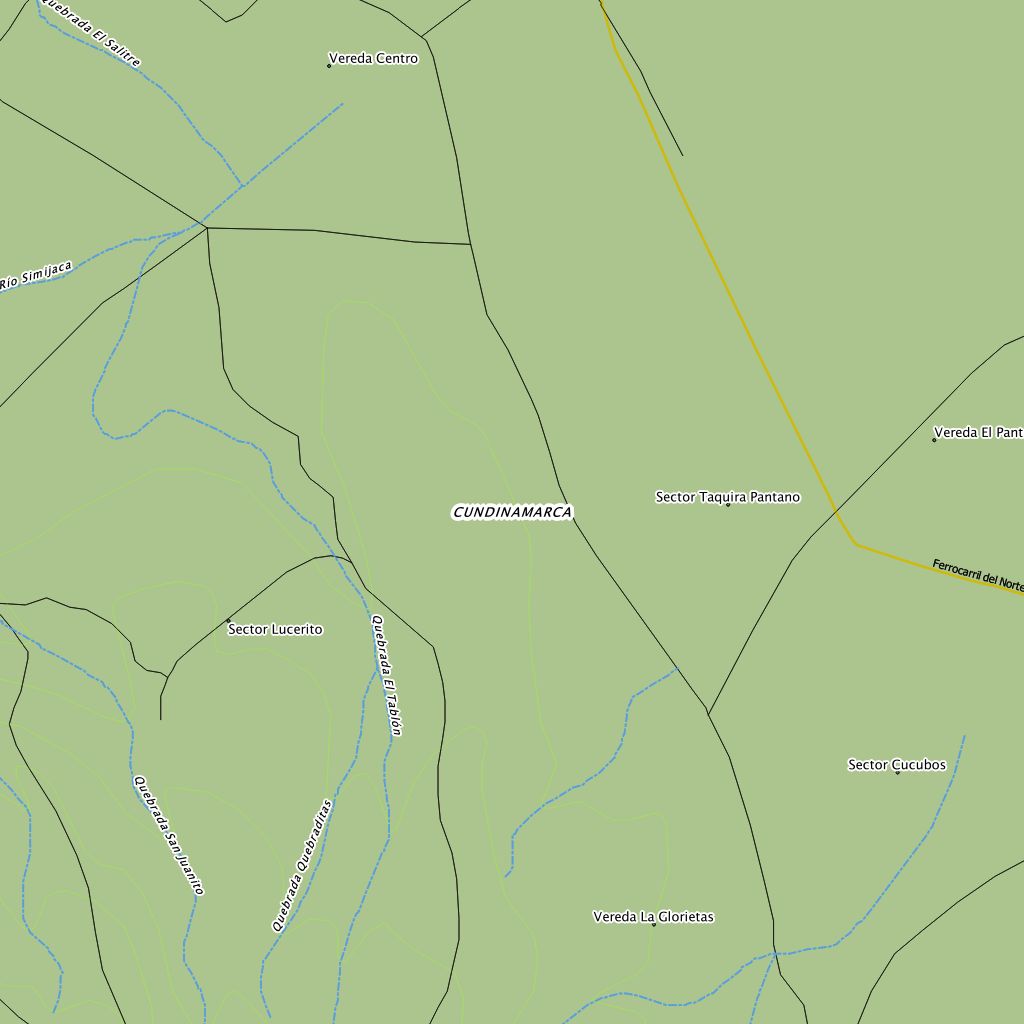 Quebrada El Salitre
Vereda Centro
Río Simijaca
Vereda El Pant
Sector Taquira Pantano
CUNDINAMARCA
Ferrocarril del Norte
Sector Lucerito
Quebrada El Tablón
Sector Cucubos
Quebrada San Juanito
Quebrada Quebraditas
Vereda La Glorietas